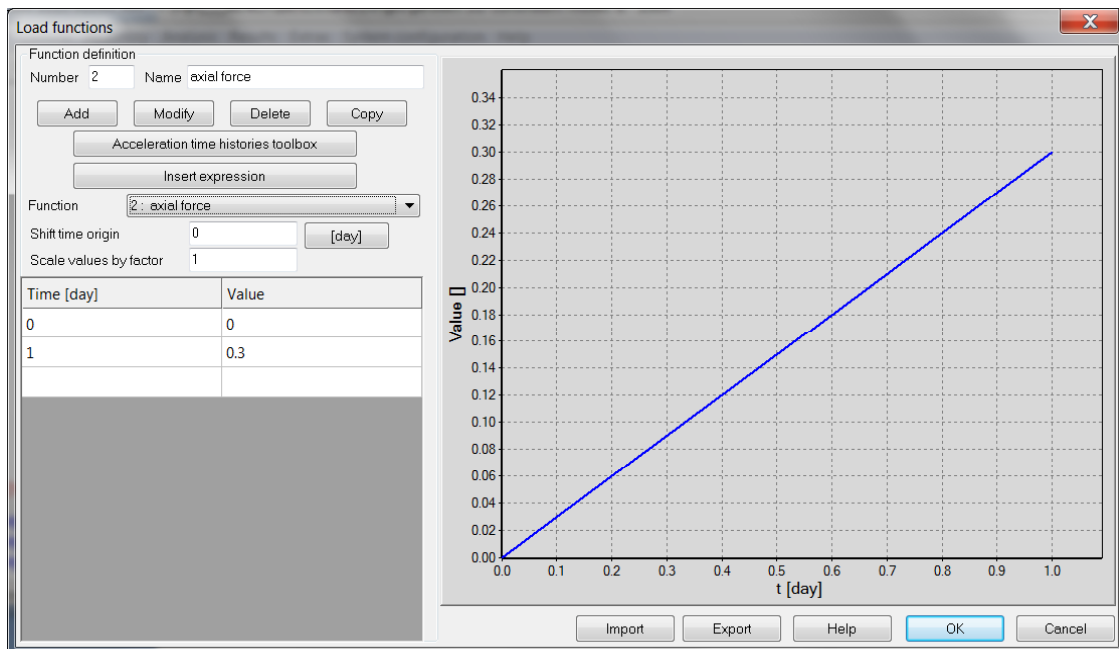 Load functions
X
Function definition
Number 2 Name axial force
Add Modify Delete Copy
Acceleration time histories toolbox
Insert expression
Function 2 : axial force
Shift time origin 0 [day]
Scale values by factor 1
Time [day] Value
0 0
1 0.3
Value []
0.34
0.32
0.30
0.28
0.26
0.24
0.22
0.20
0.18
0.16
0.14
0.12
0.10
0.08
0.06
0.04
0.02
0.00
0.0 0.1 0.2 0.3 0.4 0.5 0.6 0.7 0.8 0.9 1.0
t [day]
Import Export Help OK Cancel